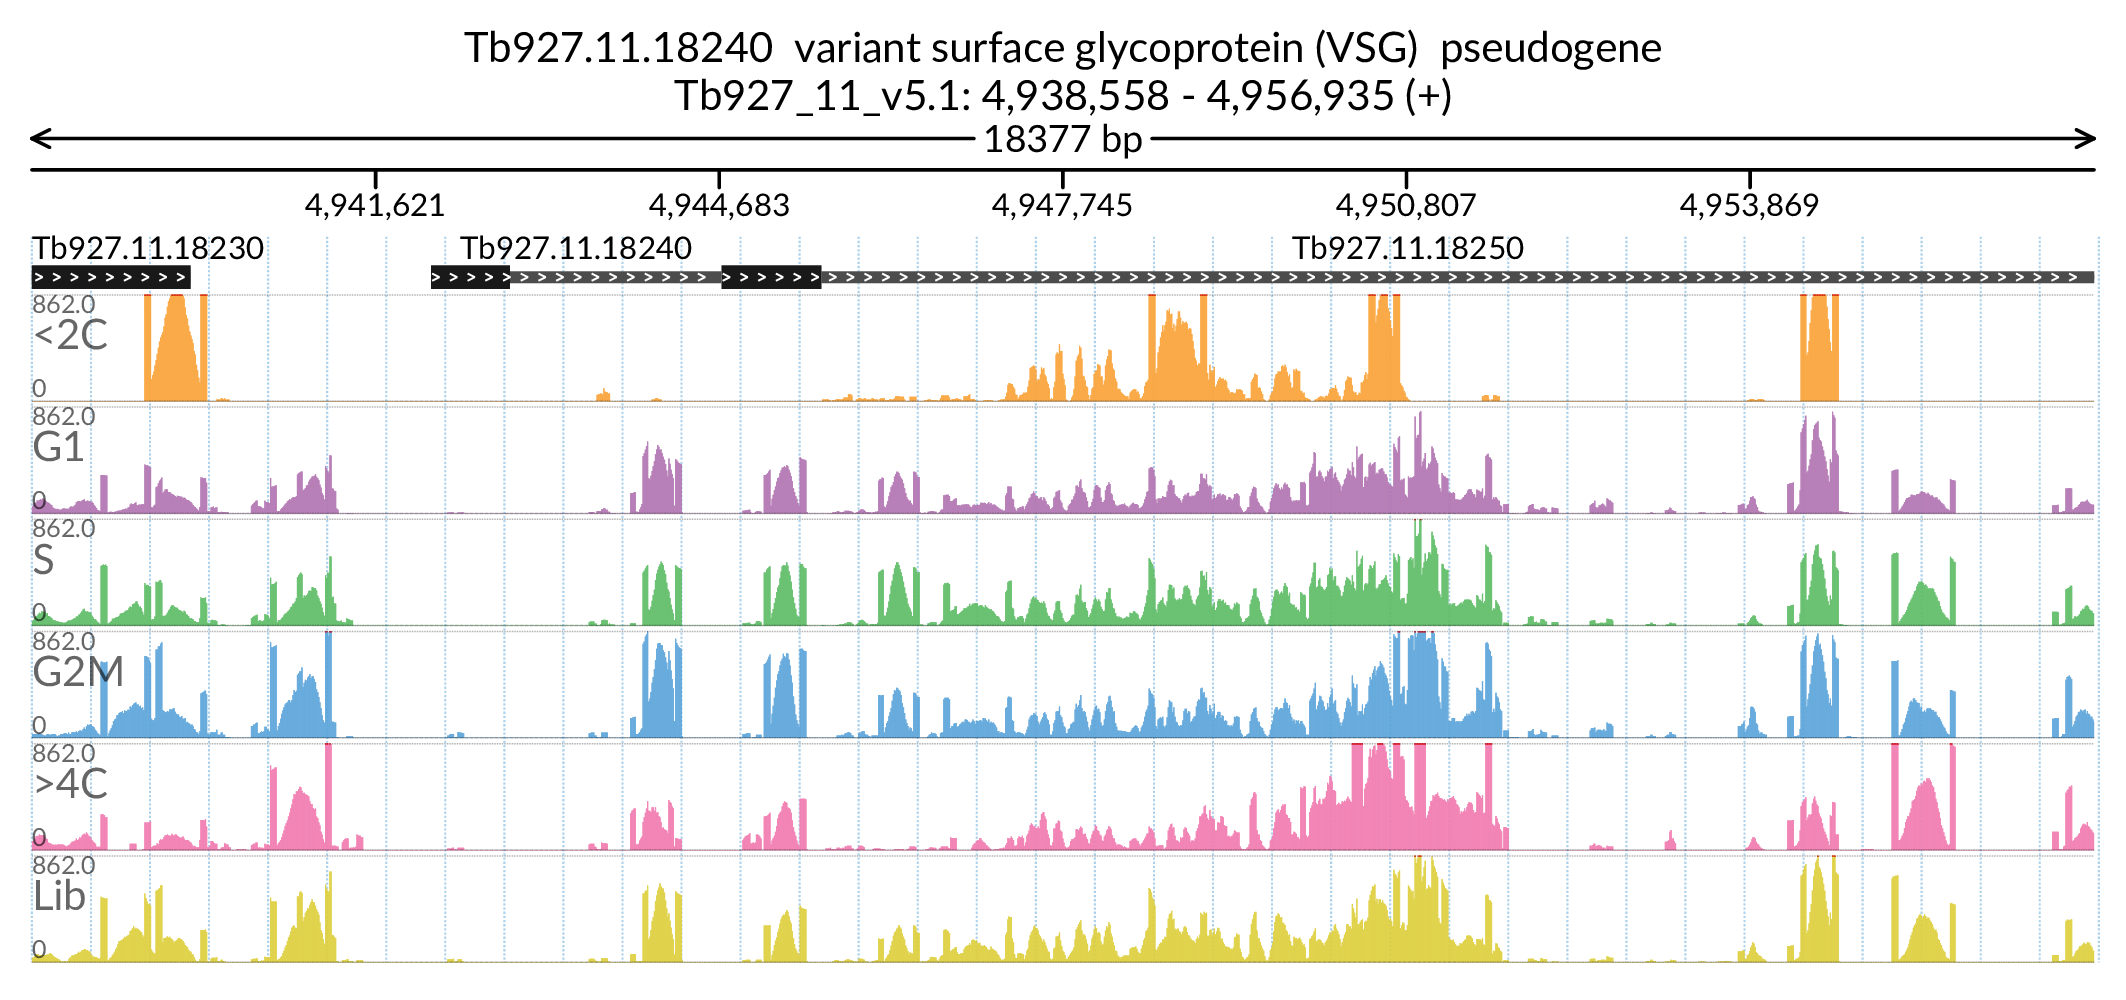 Tb927.11.18240 variant surface glycoprotein (VSG) pseudogene
Tb927_11_v5.1: 4,938,558 - 4,956,935 (+)
18377 bp
4,941,621 4,944,683 4,947,745 4,950,807 4,953,869
Tb927.11.18230 Tb927.11.18240 Tb927.11.18250
862.0
<2C
0
862.0
G1
0
862.0
S
0
862.0
G2M
0
862.0
>4C
0
862.0
Lib
0